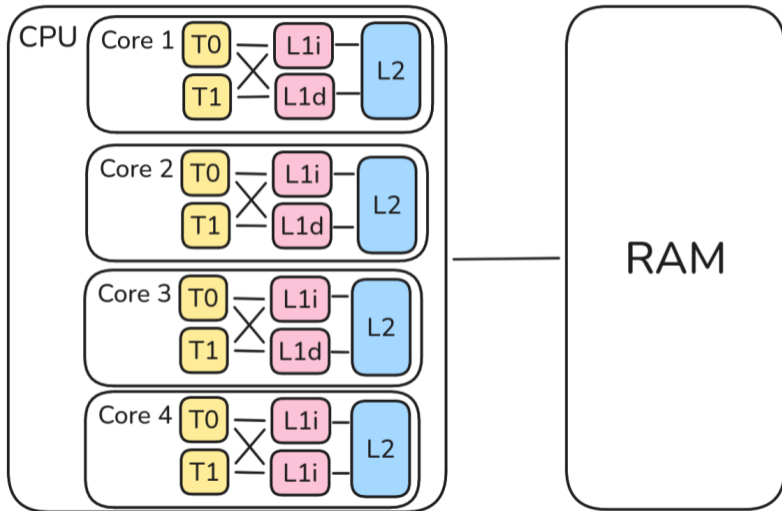 CPU
Core 1
T0
L1i
L2
T1
L1d
Core 2
T0
L1i
L2
T1
L1d
RAM
Core 3
T0
L1i
L2
T1
L1d
Core 4
T0
L1i
L2
T1
L1i